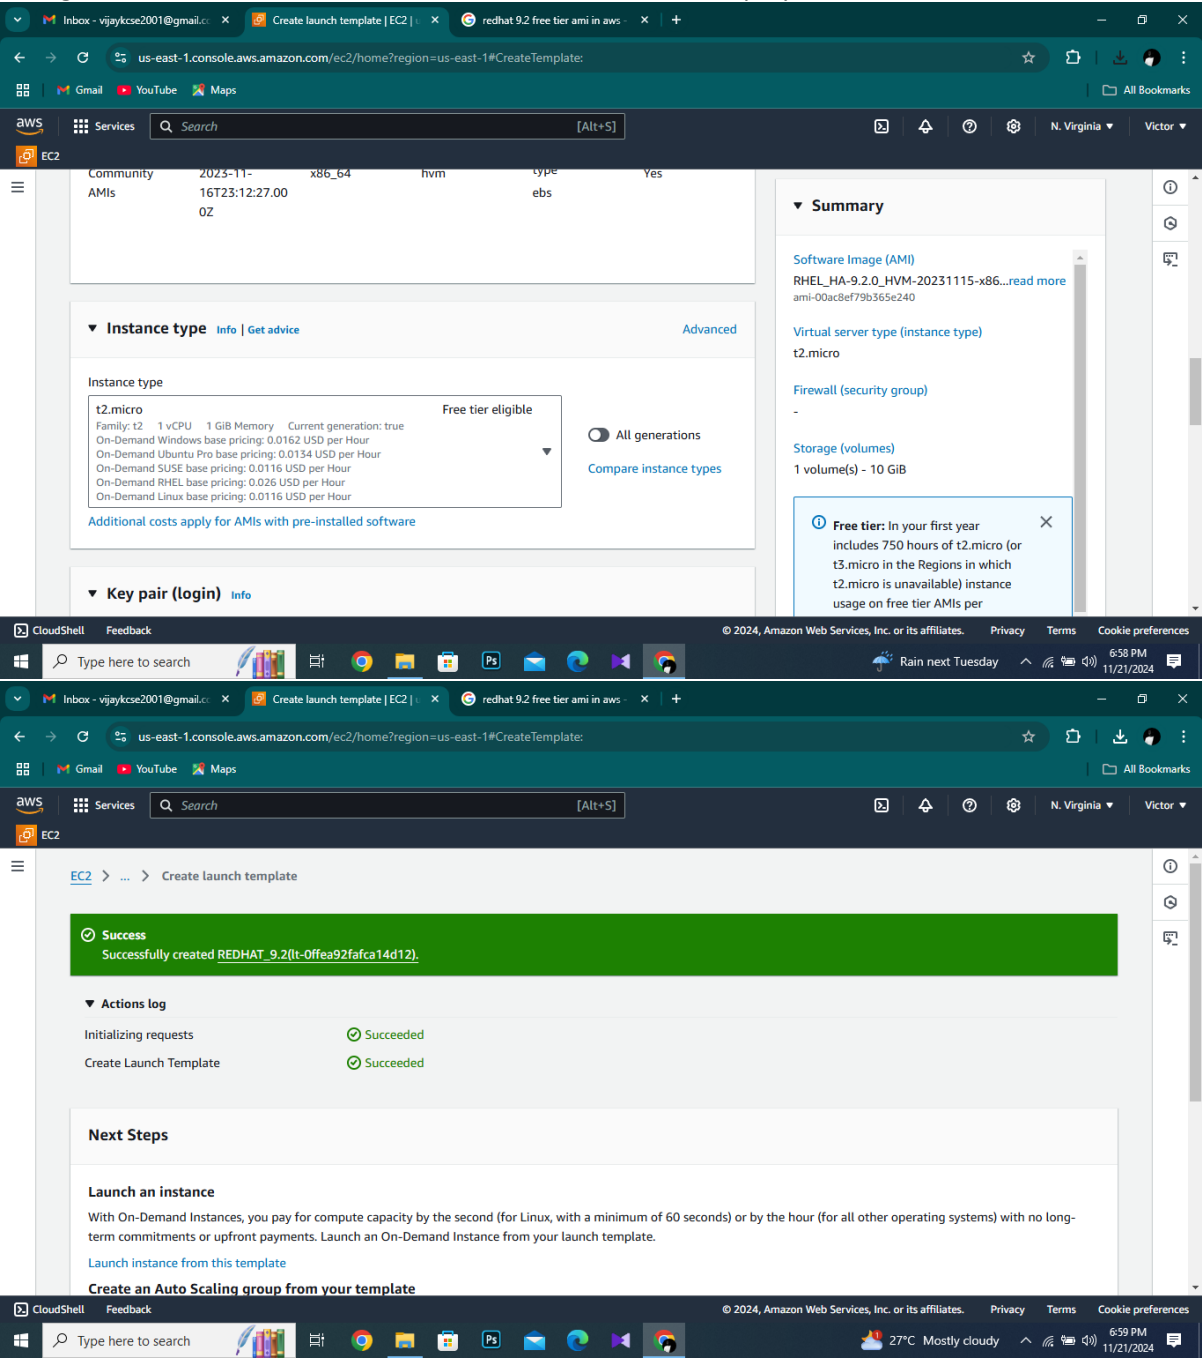 Inbox - vijaykcse2001@gmail.cc
Create launch template | EC2 | u
redhat 9.2 free tier ami in aws -
us-east-1.console.aws.amazon.com/ec2/home?region=us-east-1#CreateTemplate:
Gmail YouTube Maps
All Bookmarks
aws Services Search [Alt+S] N. Virginia Victor
EC2
Community
AMIs
2023-11-
16T23:12:27.00
0Z
x86_64
hvm
type
ebs
Yes
Instance type Info | Get advice
Advanced
Instance type
t2.micro Free tier eligible
Family: t2 1 vCPU 1 GiB Memory Current generation: true
On-Demand Windows base pricing: 0.0162 USD per Hour
On-Demand Ubuntu Pro base pricing: 0.0134 USD per Hour
On-Demand SUSE base pricing: 0.0116 USD per Hour
On-Demand RHEL base pricing: 0.026 USD per Hour
On-Demand Linux base pricing: 0.0116 USD per Hour
All generations
Compare instance types
Additional costs apply for AMIs with pre-installed software
Key pair (login) Info
Summary
Software Image (AMI)
RHEL_HA-9.2.0_HVM-20231115-x86...read more
ami-00ac8ef79b365e240
Virtual server type (instance type)
t2.micro
Firewall (security group)
-
Storage (volumes)
1 volume(s) - 10 GiB
Free tier: In your first year
includes 750 hours of t2.micro (or
t3.micro in the Regions in which
t2.micro is unavailable) instance
usage on free tier AMIs per
CloudShell Feedback © 2024, Amazon Web Services, Inc. or its affiliates. Privacy Terms Cookie preferences
Type here to search Ps Rain next Tuesday 6:58 PM
11/21/2024
Inbox - vijaykcse2001@gmail.cc
Create launch template | EC2 | u
redhat 9.2 free tier ami in aws -
us-east-1.console.aws.amazon.com/ec2/home?region=us-east-1#CreateTemplate:
Gmail YouTube Maps
All Bookmarks
aws Services Search [Alt+S] N. Virginia Victor
EC2
EC2 > ... > Create launch template
Success
Successfully created REDHAT_9.2(lt-0ffea92fafca14d12).
Actions log
Initializing requests Succeeded
Create Launch Template Succeeded
Next Steps
Launch an instance
With On-Demand Instances, you pay for compute capacity by the second (for Linux, with a minimum of 60 seconds) or by the hour (for all other operating systems) with no long-
term commitments or upfront payments. Launch an On-Demand Instance from your launch template.
Launch instance from this template
Create an Auto Scaling group from your template
CloudShell Feedback © 2024, Amazon Web Services, Inc. or its affiliates. Privacy Terms Cookie preferences
Type here to search Ps 27°C Mostly cloudy 6:59 PM
11/21/2024